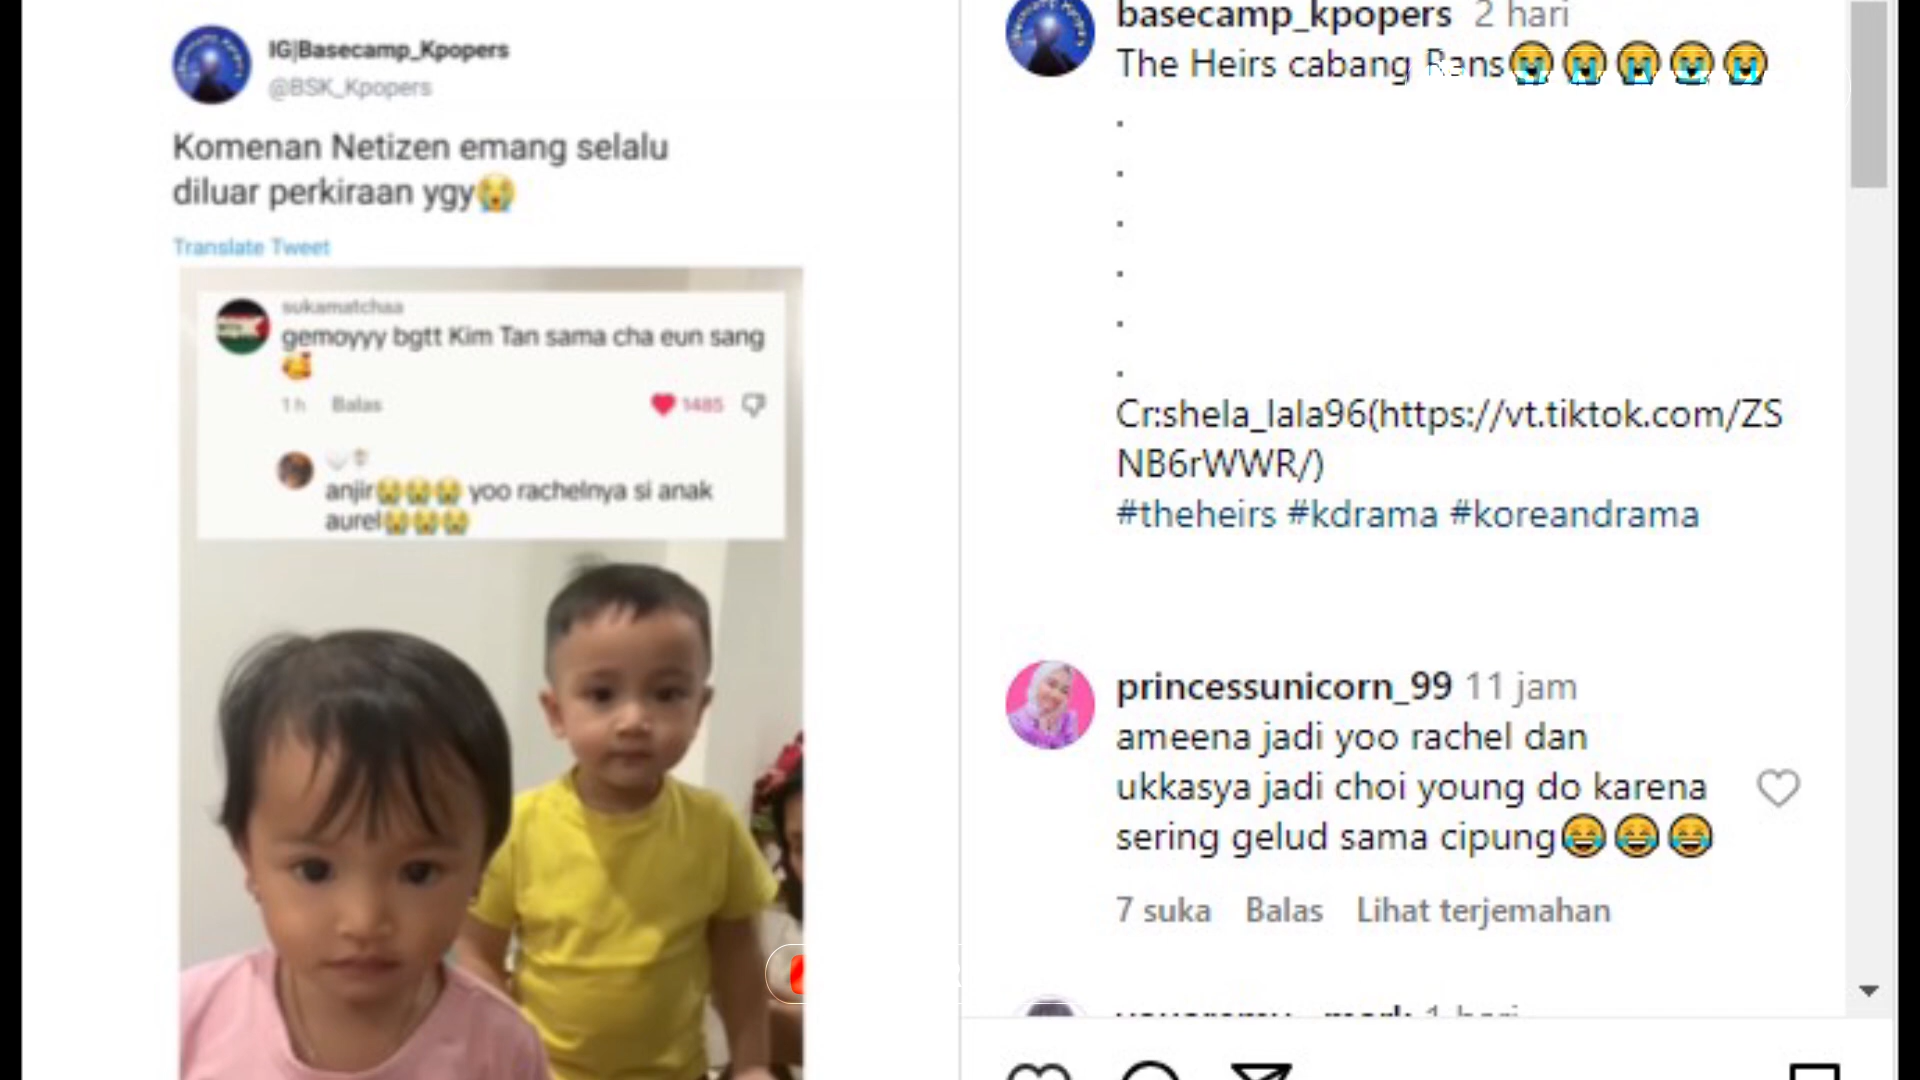 IG|Basecamp_Kpopers
@BSK_Kpopers
Komenan Netizen emang selalu
diluar perkiraan ygy😭
Translate Tweet
sukamatchaa
gemoyyy bgtt Kim Tan sama cha eun sang
🥰
1 h Balas 1485
anjir😭😭😭 yoo rachelnya si anak
aurel😭😭😭
basecamp_kpopers 2 hari
The Heirs cabang Rans😭😭😭😭😭
.
.
.
.
.
.
Cr:shela_lala96(https://vt.tiktok.com/ZS
NB6rWWR/)
#theheirs #kdrama #koreandrama
princessunicorn_99 11 jam
ameena jadi yoo rachel dan
ukkasya jadi choi young do karena
sering gelud sama cipung😂😂😂
7 suka Balas Lihat terjemahan